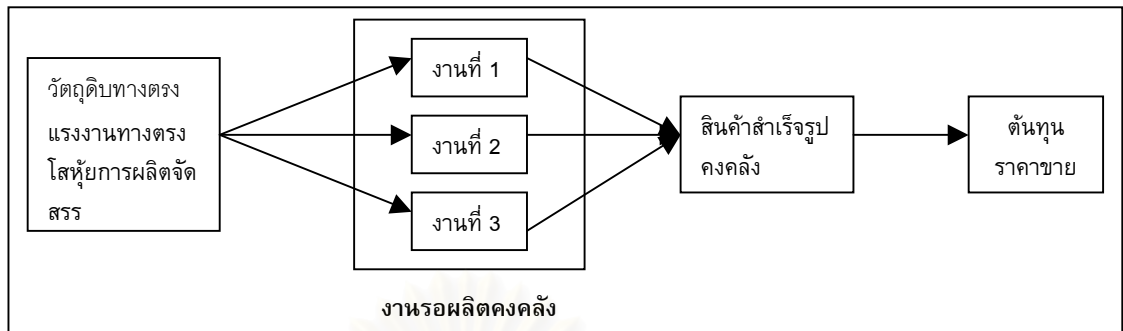 วัตถุดิบทางตรง
แรงงานทางตรง
โสหุ้ยการผลิตจัด
สรร
งานที่ 1
งานที่ 2
งานที่ 3
งานรอผลิตคงคลัง
สินค้าสำเร็จรูป
คงคลัง
ต้นทุน
ราคาขาย